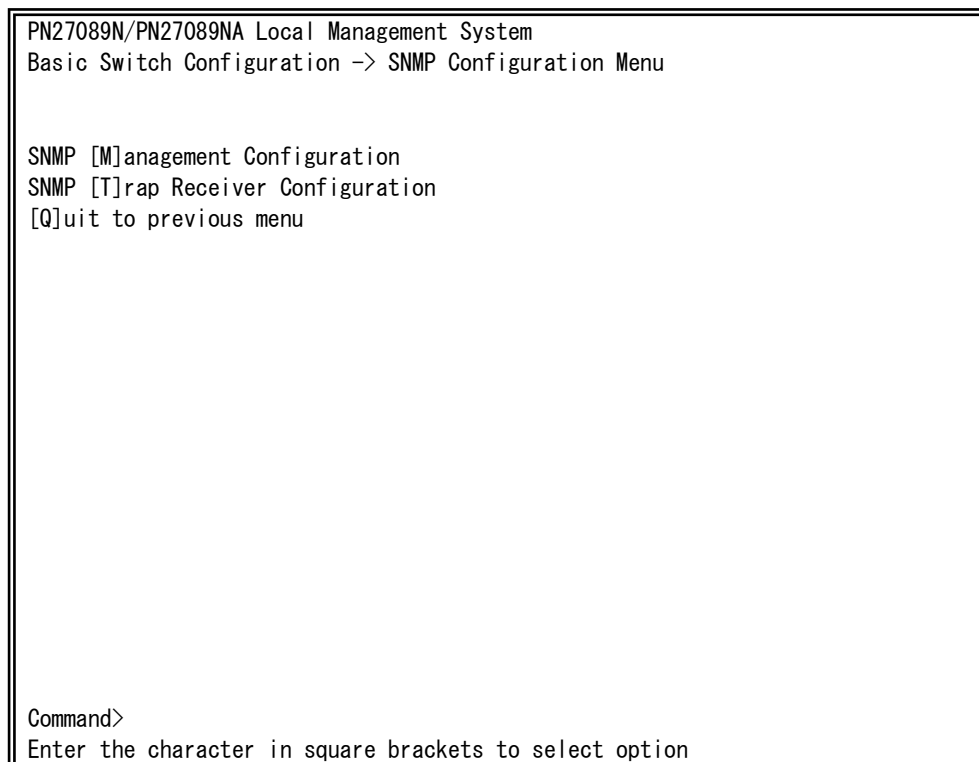 PN27089N/PN27089NA Local Management System
Basic Switch Configuration -> SNMP Configuration Menu
SNMP [M]anagement Configuration
SNMP [T]rap Receiver Configuration
[Q]uit to previous menu
Command>
Enter the character in square brackets to select option